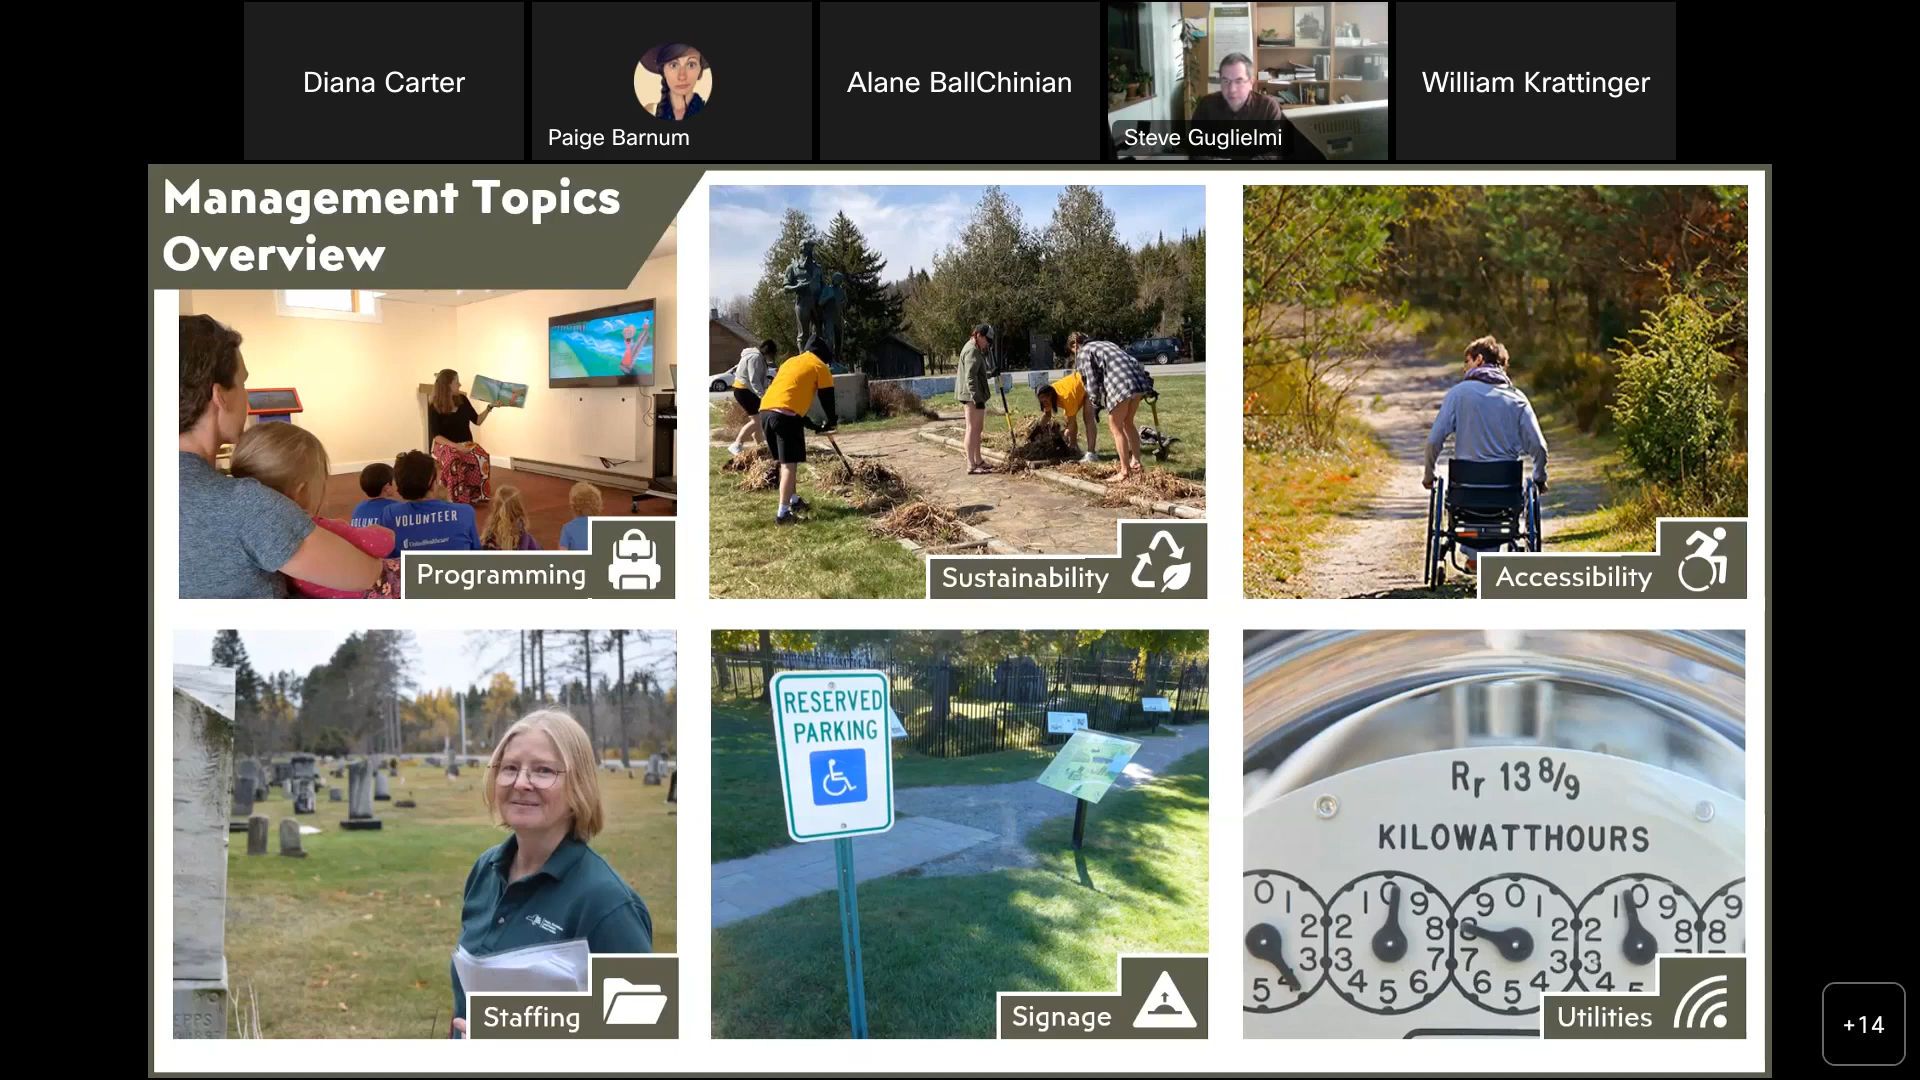 Diana Carter
Paige Barnum
Alane BallChinian
Steve Guglielmi
William Krattinger
Management Topics
Overview
VOLUNTEER
UnitedHealthcare
Programming
Sustainability
Accessibility
Staffing
RESERVED
PARKING
Signage
Rr 13 8/9
KILOWATTHOURS
Utilities
+14